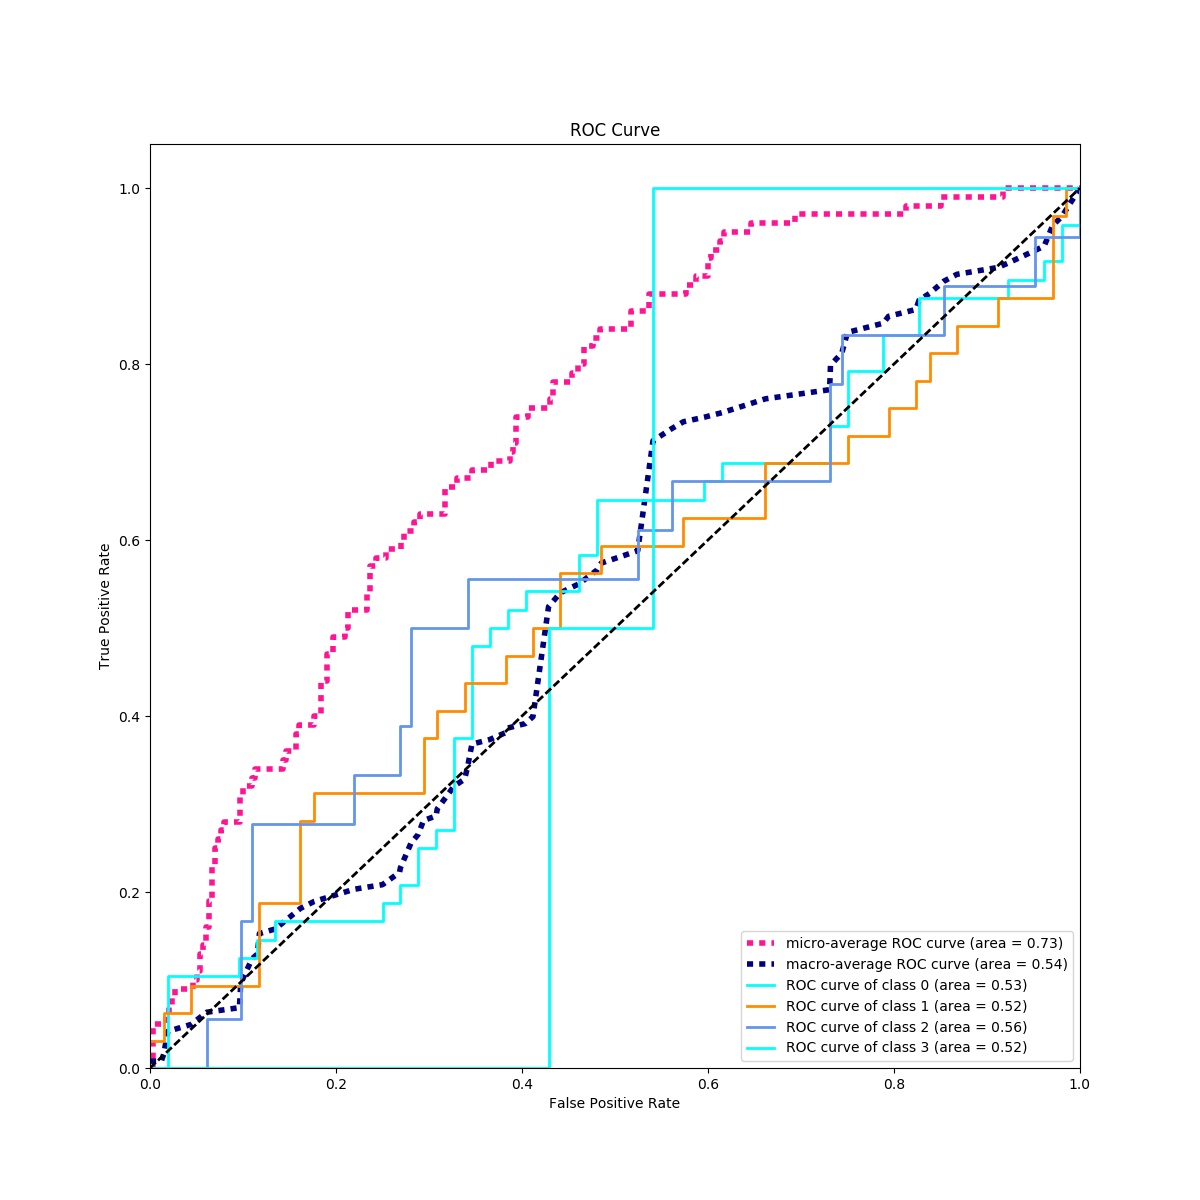 ROC Curve
1.0
0.8
0.6
0.4
0.2
0.0
True Positive Rate
0.0 0.2 0.4 0.6 0.8 1.0
False Positive Rate
micro-average ROC curve (area = 0.73)
macro-average ROC curve (area = 0.54)
ROC curve of class 0 (area = 0.53)
ROC curve of class 1 (area = 0.52)
ROC curve of class 2 (area = 0.56)
ROC curve of class 3 (area = 0.52)